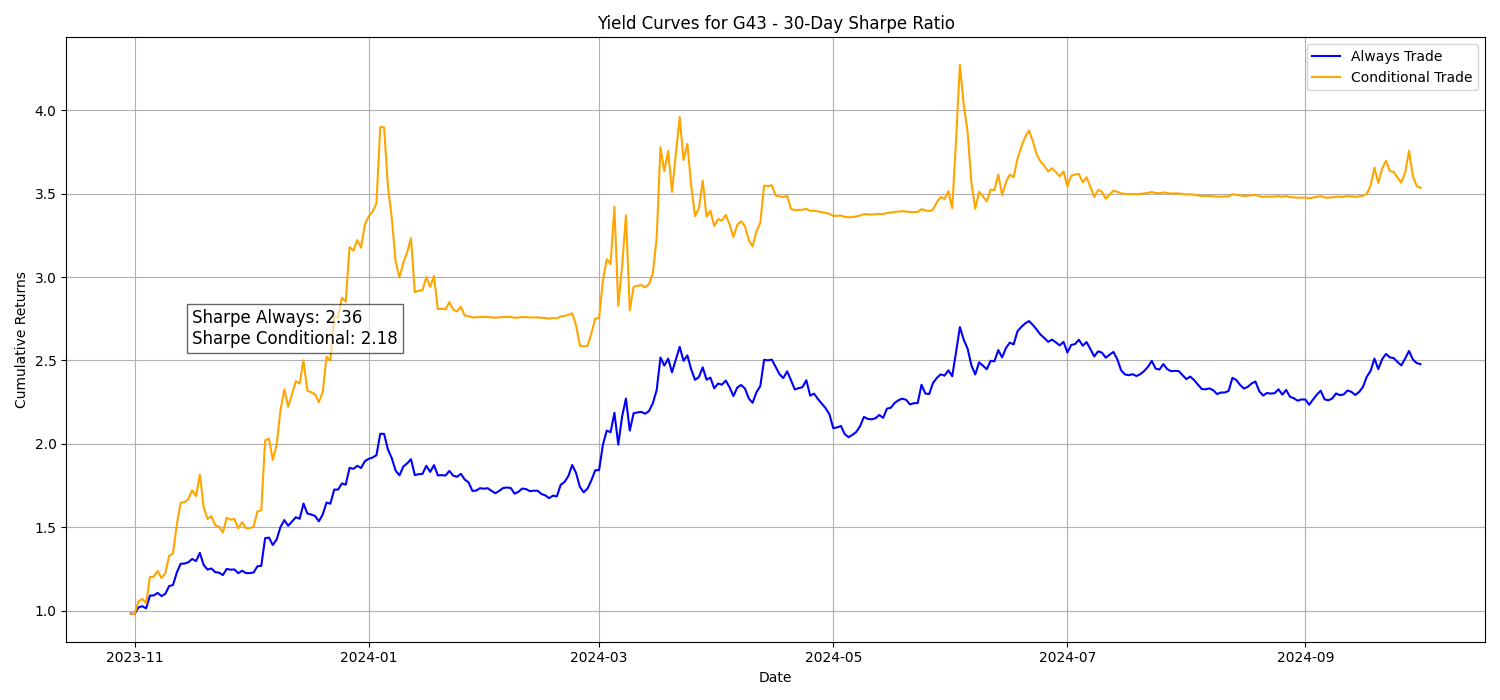 Yield Curves for G43 - 30-Day Sharpe Ratio
Always Trade
Conditional Trade
4.0
3.5
3.0
2.5
2.0
1.5
1.0
Cumulative Returns
Sharpe Always: 2.36
Sharpe Conditional: 2.18
2023-11
2024-01
2024-03
2024-05
2024-07
2024-09
Date